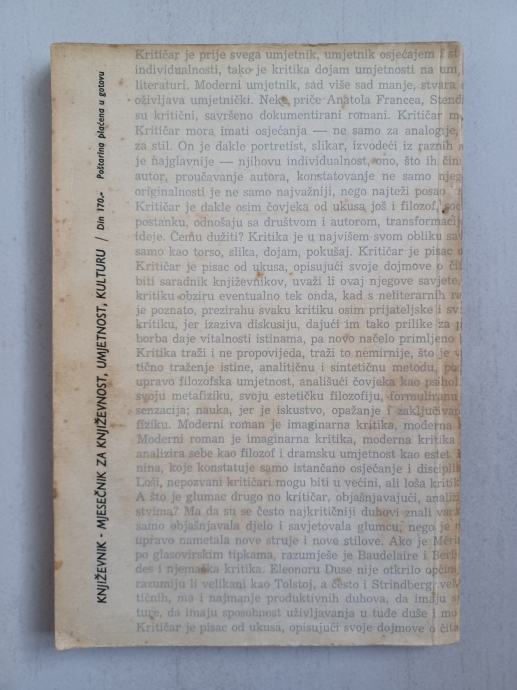 KNJIŽEVNIK - MJESEČNIK ZA KNJIŽEVNOST, UMJETNOST, KULTURU / Din 170,- Poštarina plaćena u gotovu
Kritičar je prije svega umjetnik, umjetnik osjećajem i
individualnosti, tako je kritika dojam umjetnosti na um,
literaturi. Moderni umjetnik, sad više sad manje, stvara
oživljava umjetnički. Neke priče Anatola Francea, Stend
su kritični, savršeno dokumentirani romani. Kritičar
Kritičar mora imati osjećanja — ne samo za analogije,
za stil. On je dakle portretist, slikar, izvodeći iz raznih
je najglavnije — njihovu individualnost, ono, što ih čin
autor, proučavanje autora, konstatovanje ne samo njeg
originalnosti je ne samo najvažniji, nego najteži posao
Kritičar je dakle osim čovjeka od ukusa još i filozof, soc
postanku, odnošaju sa društvom i autorom, transformacij
ideje. Čemu dužiti? Kritika je u najvišem svom obliku
samo kao torso, slika, dojam, pokušaj. Kritičar je pisac
Kritičar je pisac od ukusa, opisujući svoje dojmove o
biti saradnik književnikov, uvaži li ovaj njegove savjete,
kritiku obziru eventualno tek onda, kad s neliterarnih
je poznato, prezirahu svaku kritiku osim prijateljske i
kritiku, jer izaziva diskusiju, dajući im tako prilike za
borba daje vitalnosti istinama, pa novo načelo primljeno
Kritika traži i ne propovijeda, traži to nemirnije, što je
tično traženje istine, analitičnu i sintetičnu metodu,
upravo filozofska umjetnost, anališući čovjeka kao psihol
svoju metafiziku, svoju estetičku filozofiju, formuliranu
senzacija; nauka, jer je iskustvo, opažanje i zaključivan
fiziku. Moderni roman je imaginarna kritika, moderna
Moderni roman je imaginarna kritika, moderna kritika
analizira sebe kao filozof i dramsku umjetnost kao estet
nina, koje konstatuje samo istančano osjećanje i discipli
Loši, nepozvani kritičari mogu biti u većini, ali loša kritik
A što je glumac drugo no kritičar, objašnjavajući, analizi
stvima? Ma da su se često najkritičniji duhovi znali
samo objašnjavala djelo i savjetovala glumcu, nego je
upravo nametala nove struje i nove stilove. Ako je
po glasovirskim tipkama, razumješe je Baudelaire i
des i njemačka kritika. Eleonoru Duse nije otkrilo
razumiju li velikani kao Tolstoj, a često i Strindberg
tičnih, ma i najmanje produktivnih duhova, da imaju
ture, da imaju sposobnost uživljavanja u tuđe duše i
Kritičar je pisac od ukusa, opisujući svoje dojmove o